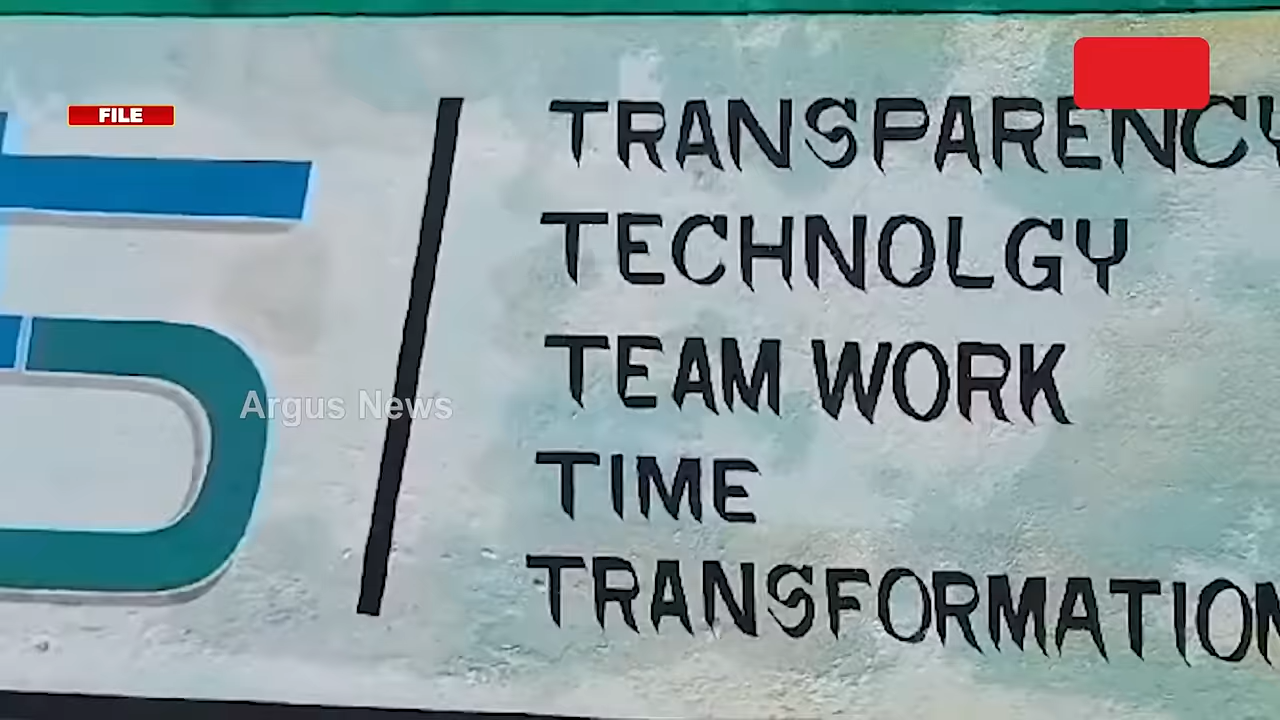 FILE
TRANSPARENCY
TECHNOLGY
TEAM WORK
Argus News
TIME
TRANSFORMATION